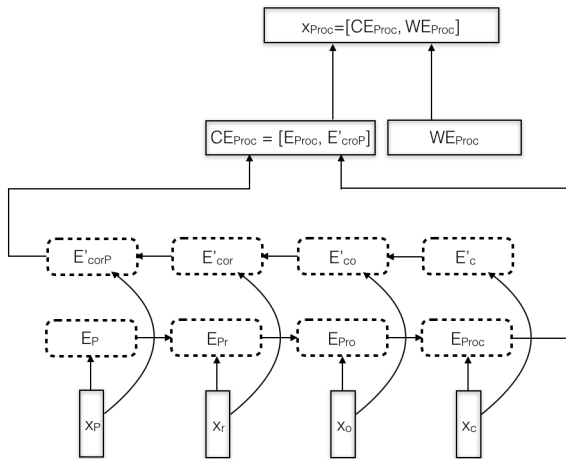 xProc=[CEProc, WEProc]
CEProc = [EProc, E'croP]
WEProc
E'corP
E'cor
E'co
E'c
EP
EPr
EPro
EProc
xP
xr
xo
xc